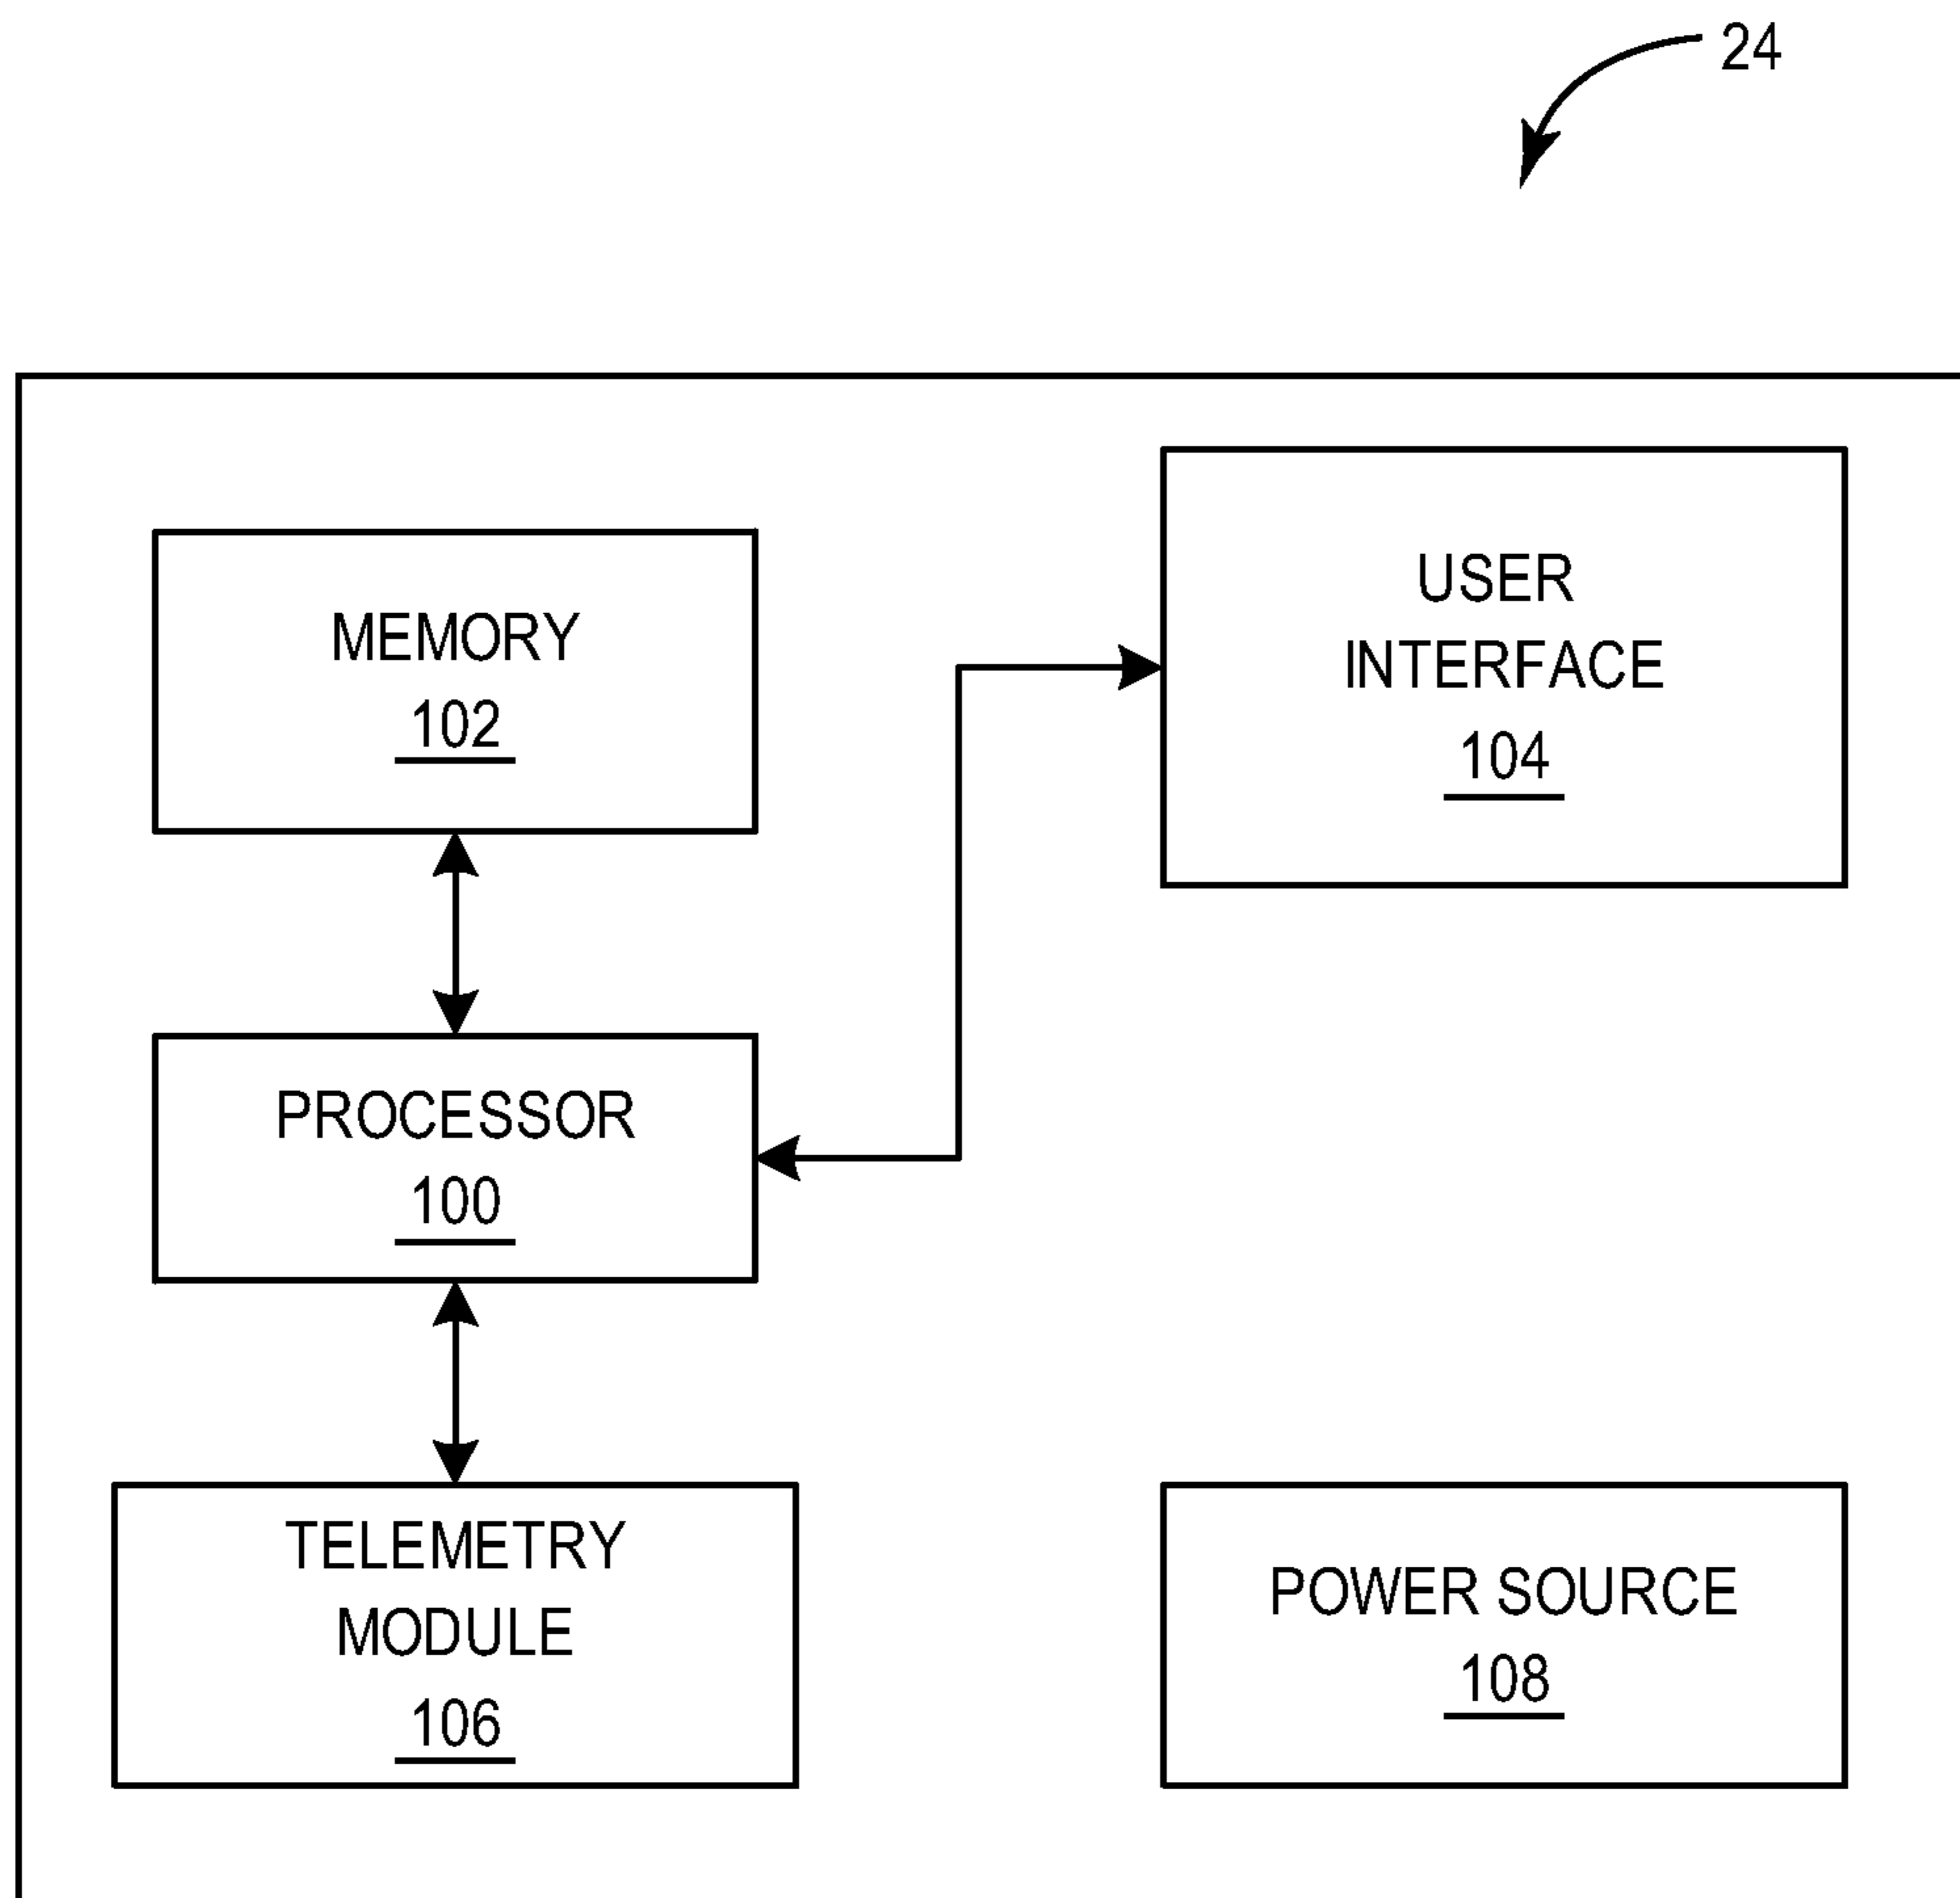 24
MEMORY
102
USER
INTERFACE
104
PROCESSOR
100
TELEMETRY
MODULE
106
POWER SOURCE
108